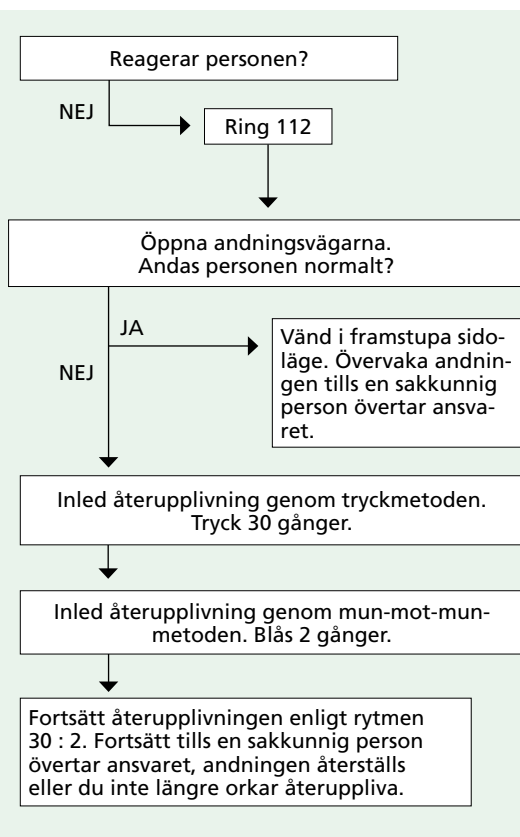 Reagerar personen?
NEJ
Ring 112
Öppna andningsvägarna.
Andas personen normalt?
JA
Vänd i framstupa sido-
läge. Övervaka andnin-
gen tills en sakkunnig
person övertar ansva-
ret.
NEJ
Inled återupplivning genom tryckmetoden.
Tryck 30 gånger.
Inled återupplivning genom mun-mot-mun-
metoden. Blås 2 gånger.
Fortsätt återupplivningen enligt rytmen
30 : 2. Fortsätt tills en sakkunnig person
övertar ansvaret, andningen återställs
eller du inte längre orkar återuppliva.